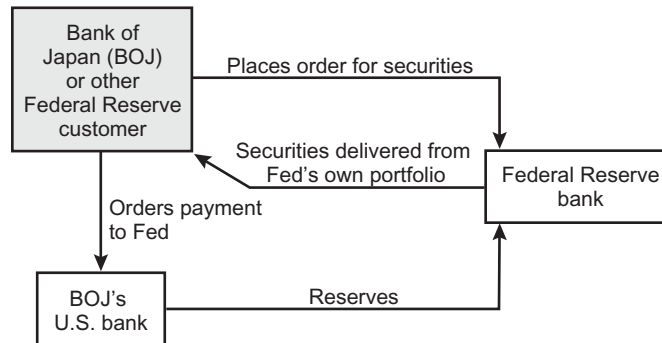 Bank of
Japan (BOJ)
or other
Federal Reserve
customer
Places order for securities
Securities delivered from
Fed's own portfolio
Federal Reserve
bank
Orders payment
to Fed
BOJ's
U.S. bank
Reserves